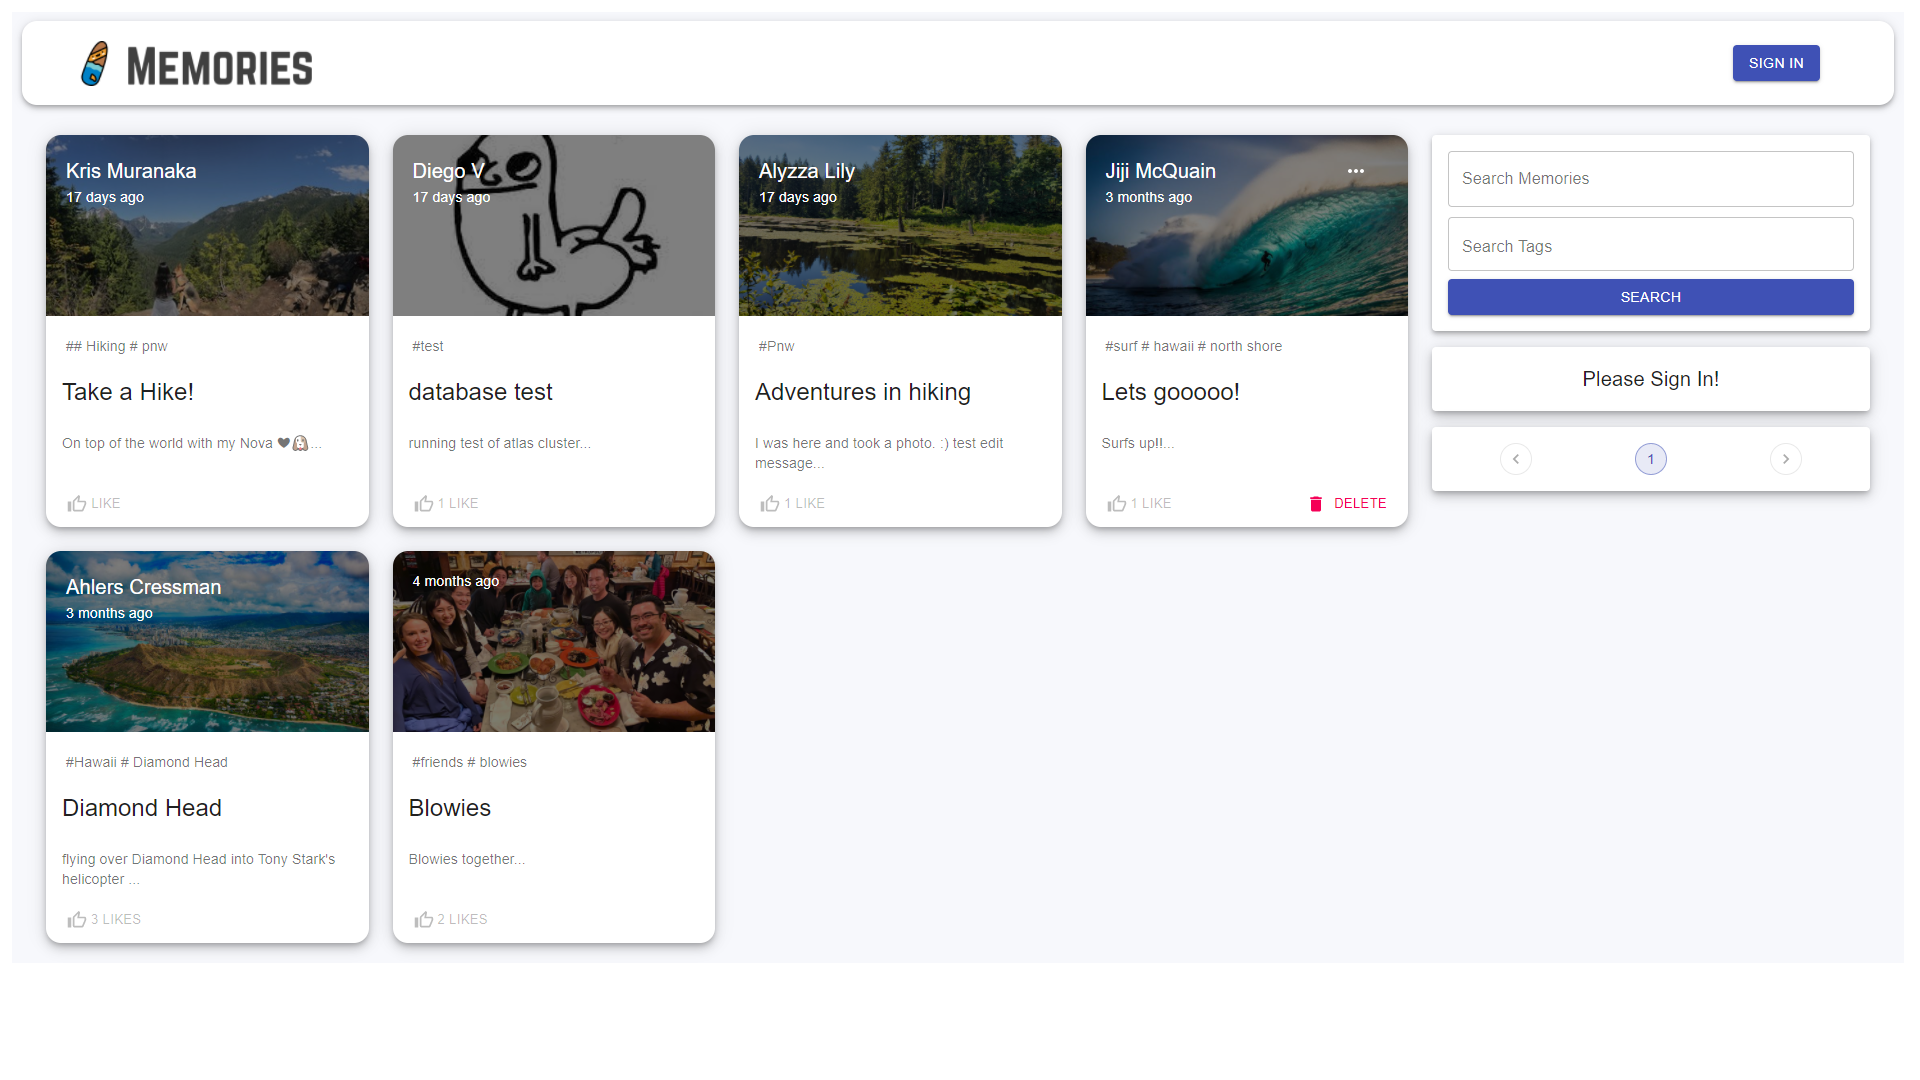 MEMORIES
SIGN IN
Kris Muranaka
17 days ago
## Hiking # pnw
Take a Hike!
On top of the world with my Nova ...
LIKE
Diego V
17 days ago
#test
database test
running test of atlas cluster...
1 LIKE
Alyzza Lily
17 days ago
#Pnw
Adventures in hiking
I was here and took a photo. :) test edit
message...
1 LIKE
Jiji McQuain
3 months ago
#surf # hawaii # north shore
Lets gooooo!
Surfs up!!...
1 LIKE
DELETE
Ahlers Cressman
3 months ago
#Hawaii # Diamond Head
Diamond Head
flying over Diamond Head into Tony Stark's
helicopter ...
3 LIKES
4 months ago
#friends # blowies
Blowies
Blowies together...
2 LIKES
Search Memories
Search Tags
SEARCH
Please Sign In!
1